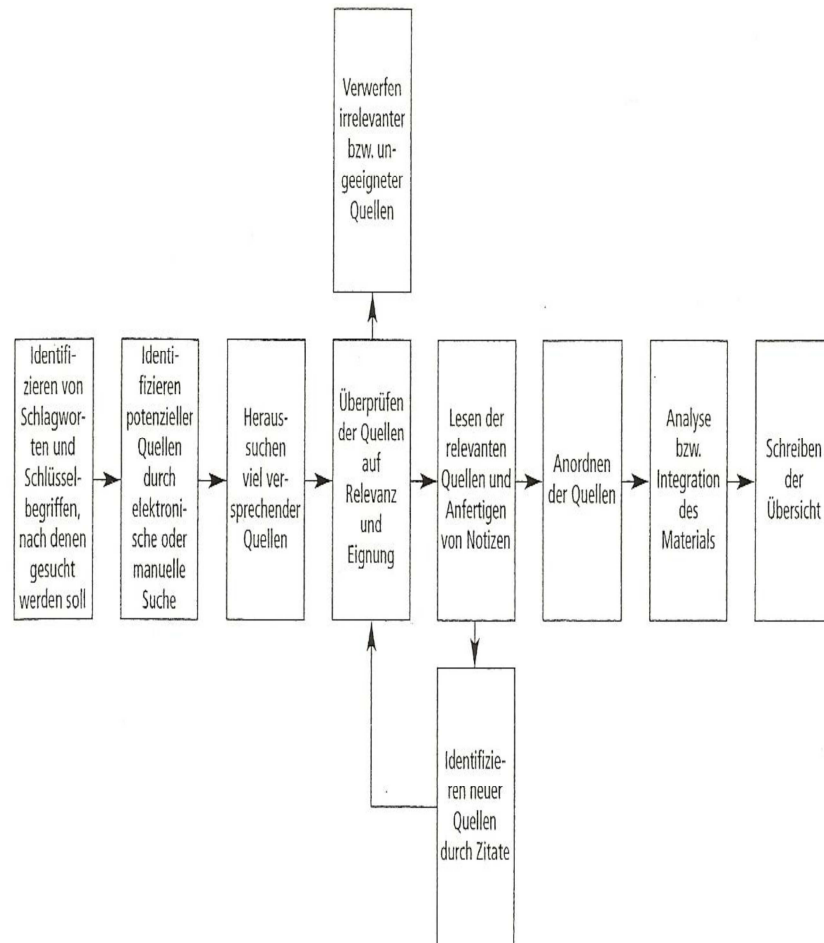 Verwerfen
irrelevanter
bzw. un-
geeigneter
Quellen
Identifi-
zieren von
Schlagwor-
ten und
Schlüssel-
begriffen,
nach denen
gesucht
werden soll
Identi-
fizieren
potenzieller
Quellen
durch
elektroni-
sche oder
manuelle
Suche
Heraus-
suchen
viel ver-
sprechender
Quellen
Überprüfen
der Quellen
auf
Relevanz
und
Eignung
Lesen der
relevanten
Quellen und
Anfertigen
von Notizen
Anordnen
der Quellen
Analyse
bzw.
Integration
des
Materials
Schreiben
der
Übersicht
Identifizie-
ren neuer
Quellen
durch Zitate